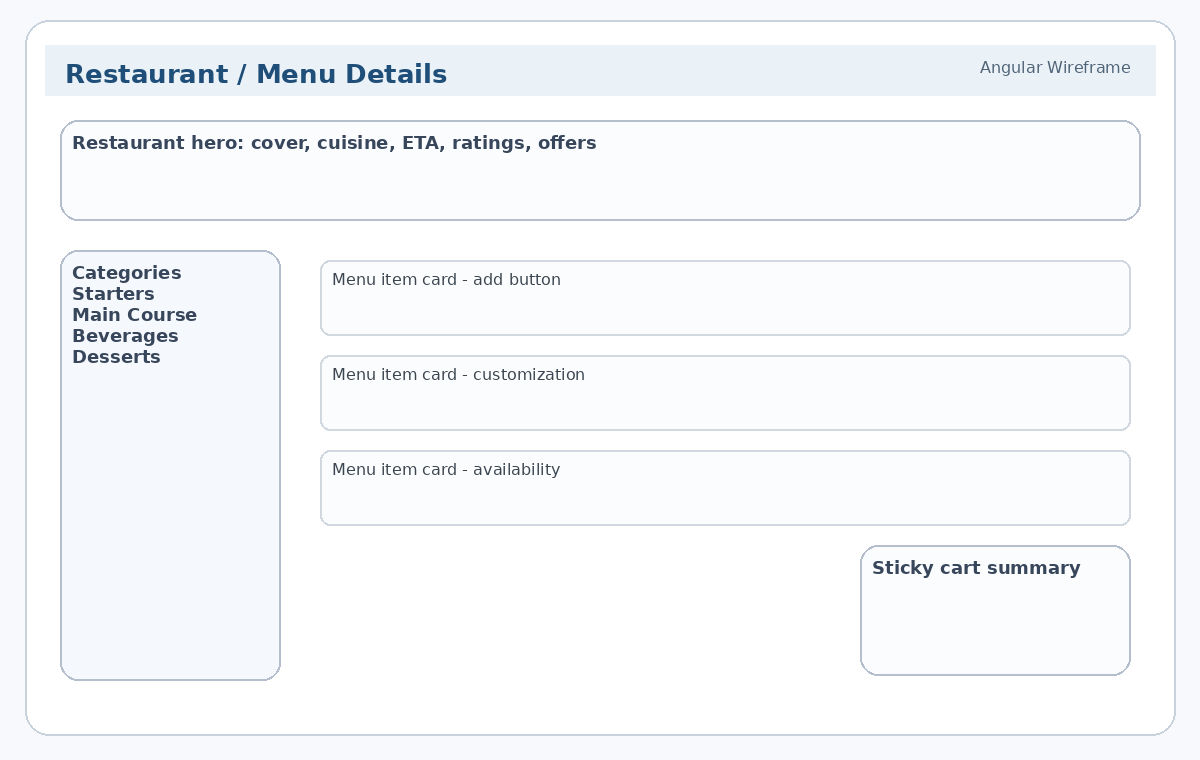 Restaurant / Menu Details
Angular Wireframe
Restaurant hero: cover, cuisine, ETA, ratings, offers
Categories
Starters
Main Course
Beverages
Desserts
Menu item card - add button
Menu item card - customization
Menu item card - availability
Sticky cart summary